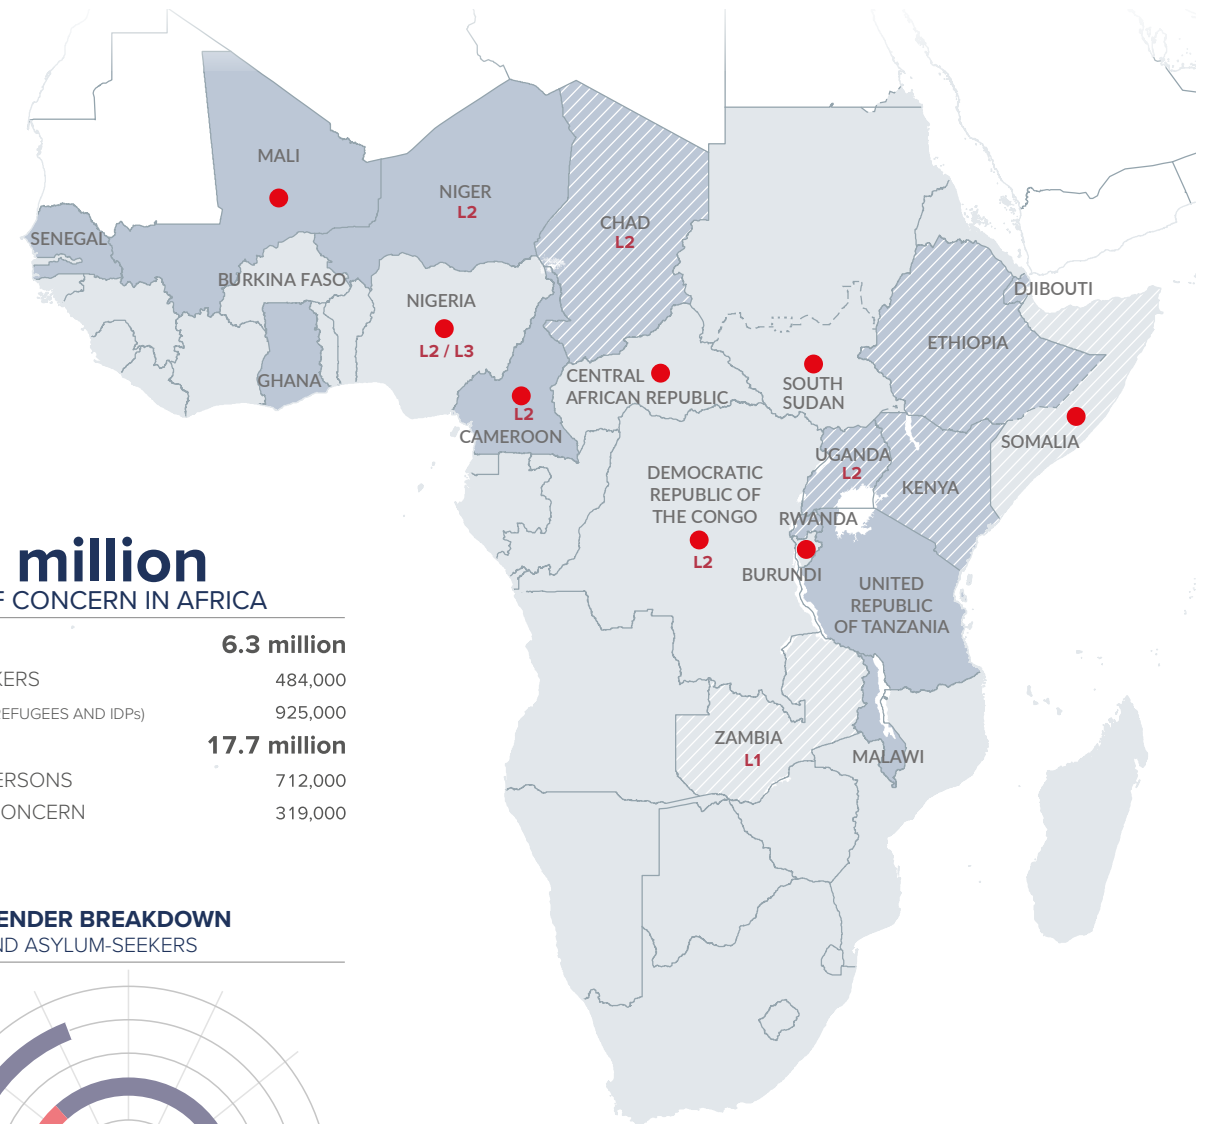 MALI
NIGER
L2
CHAD
L2
SENEGAL
BURKINA FASO
NIGERIA
L2 / L3
DJIBOUTI
ETHIOPIA
GHANA
CENTRAL
AFRICAN REPUBLIC
SOUTH
SUDAN
L2
CAMEROON
SOMALIA
UGANDA
L2
KENYA
DEMOCRATIC
REPUBLIC OF
THE CONGO
L2
RWANDA
BURUNDI
UNITED
REPUBLIC
OF TANZANIA
ZAMBIA
L1
MALAWI
million
F CONCERN IN AFRICA
6.3 million
KERS 484,000
REFUGEES AND IDPs) 925,000
17.7 million
ERSONS 712,000
CONCERN 319,000
ENDER BREAKDOWN
ND ASYLUM-SEEKERS